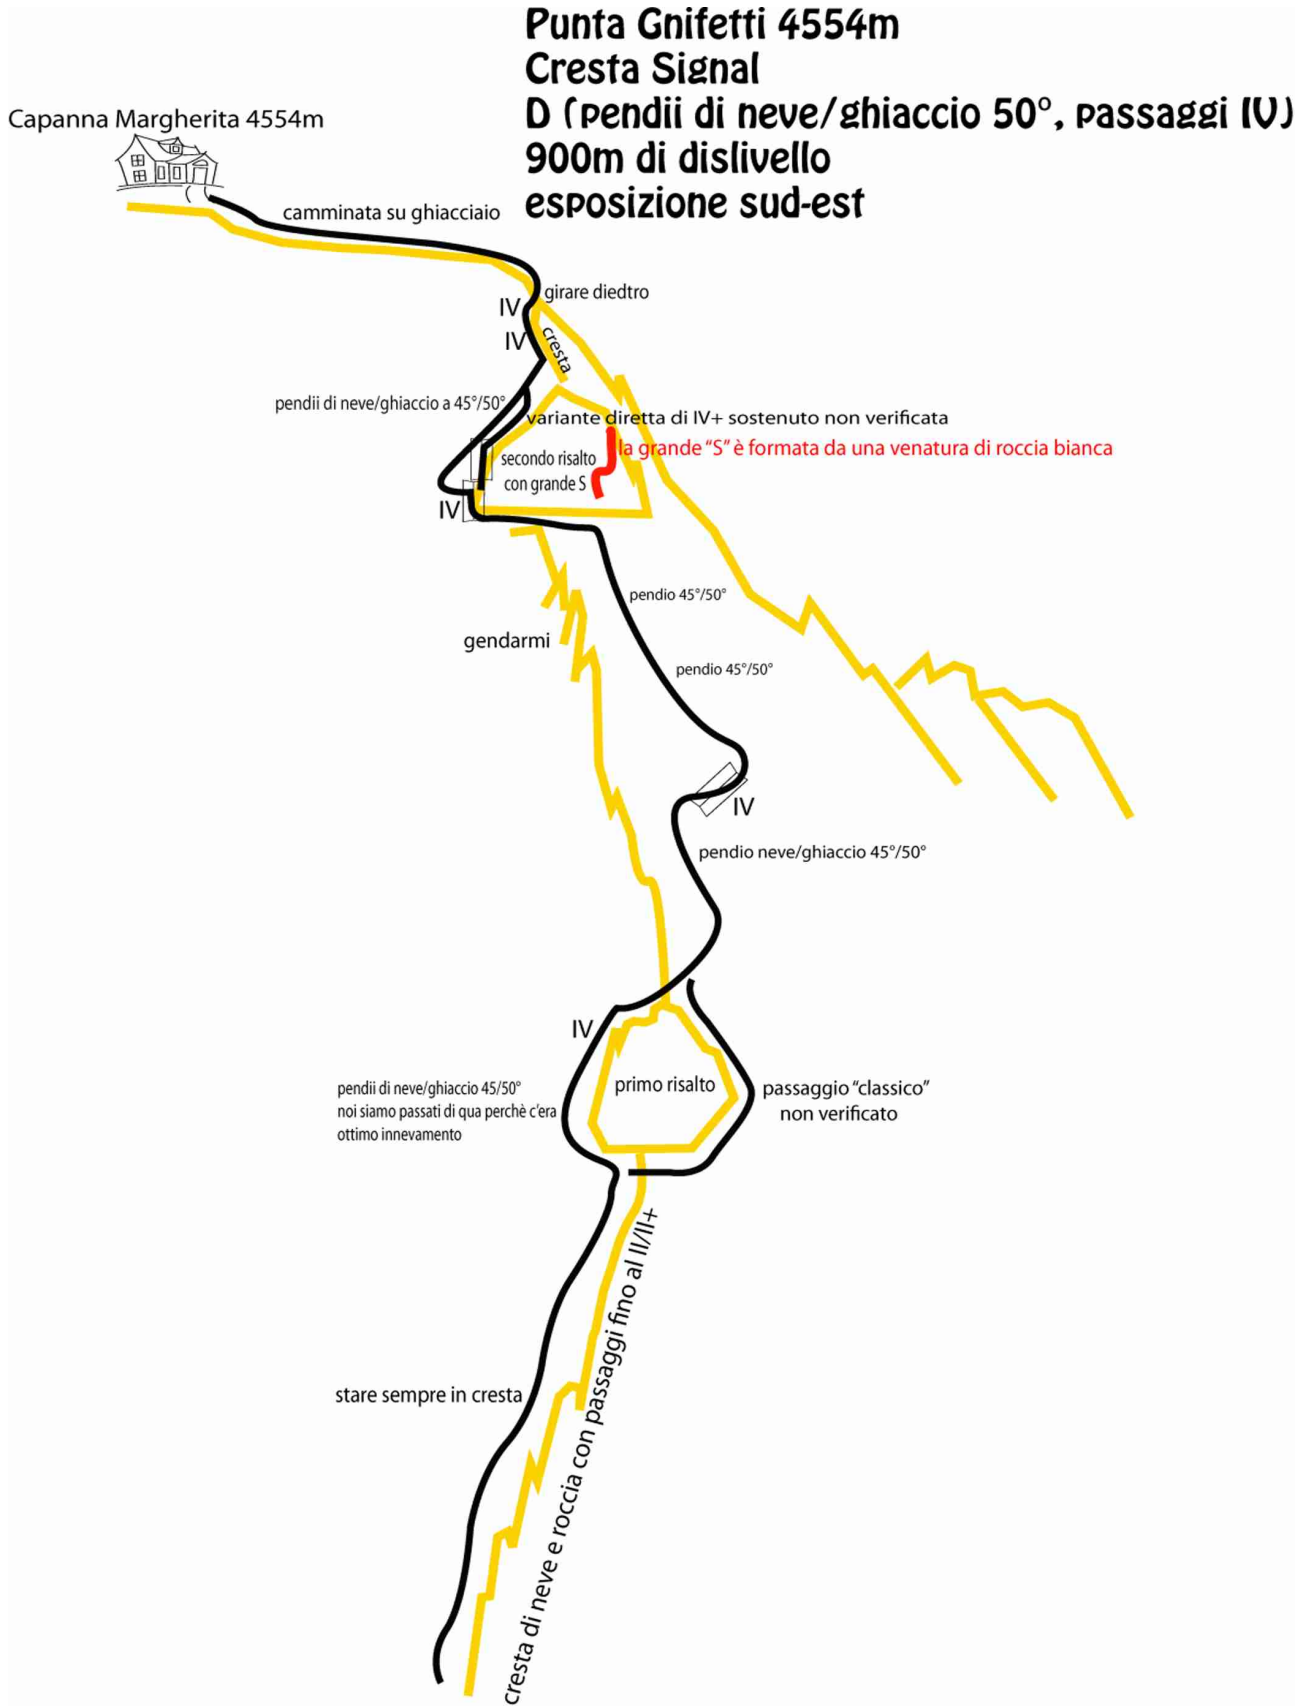 Punta Gnifetti 4554m
Cresta Signal
D (pendii di neve/ghiaccio 50°, passaggi IV)
900m di dislivello
esposizione sud-est
Capanna Margherita 4554m
camminata su ghiacciaio
girare diedtro
IV
IV
cresta
pendii di neve/ghiaccio a 45°/50°
variante diretta di IV+ sostenuto non verificata
la grande "S" è formata da una venatura di roccia bianca
secondo risalto
con grande S
IV
pendio 45°/50°
gendarmi
pendio 45°/50°
IV
pendio neve/ghiaccio 45°/50°
IV
primo risalto
pendii di neve/ghiaccio 45/50°
noi siamo passati di qua perchè c'era
ottimo innevamento
passaggio "classico"
non verificato
cresta di neve e roccia con passaggi fino al II/II+
stare sempre in cresta